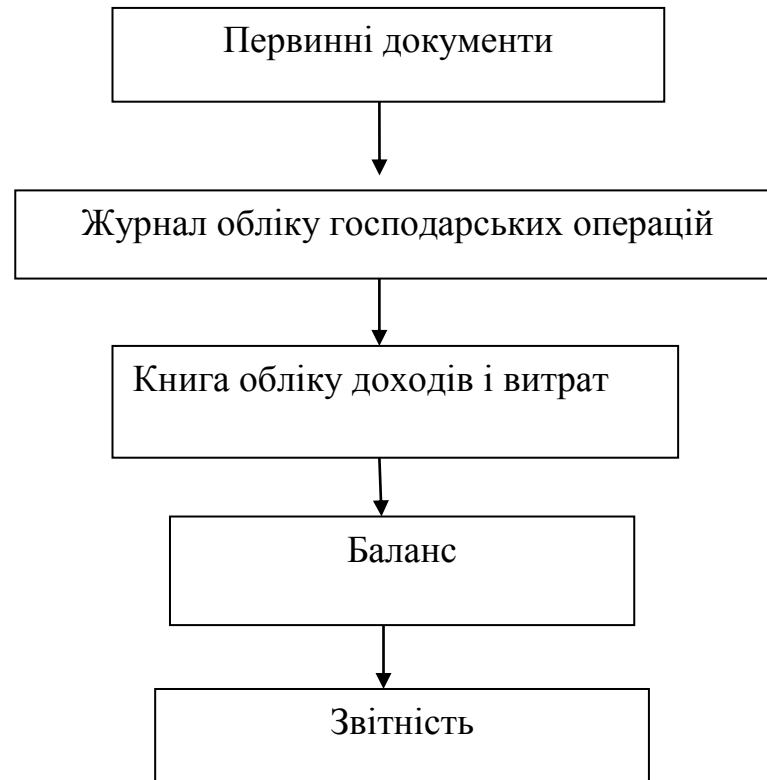 Первинні документи
Журнал обліку господарських операцій
Книга обліку доходів і витрат
Баланс
Звітність